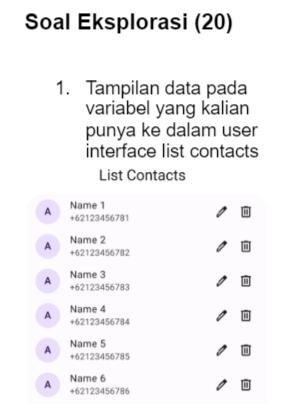 Soal Eksplorasi (20)
1. Tampilan data pada
variabel yang kalian
punya ke dalam user
interface list contacts
List Contacts
A Name 1
+62123456781
A Name 2
+62123456782
A Name 3
+62123456783
A Name 4
+62123456784
A Name 5
+62123456785
A Name 6
+62123456786